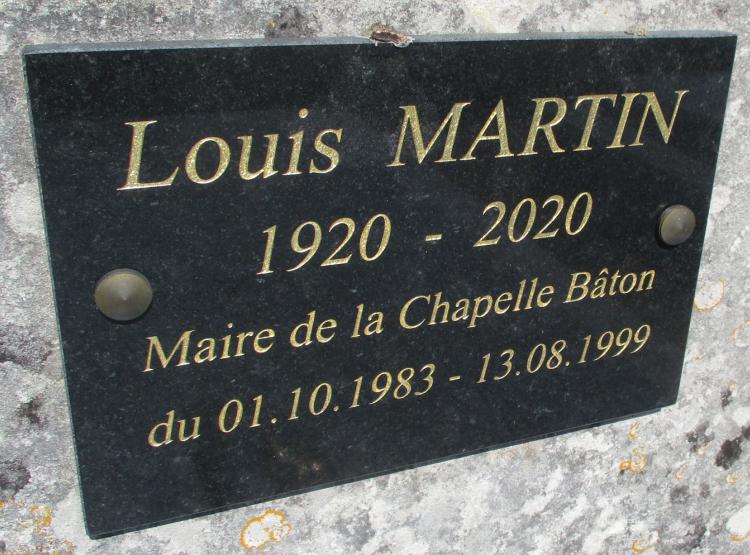 Louis MARTIN
1920 - 2020
Maire de la Chapelle Bâton
du 01.10.1983 - 13.08.1999